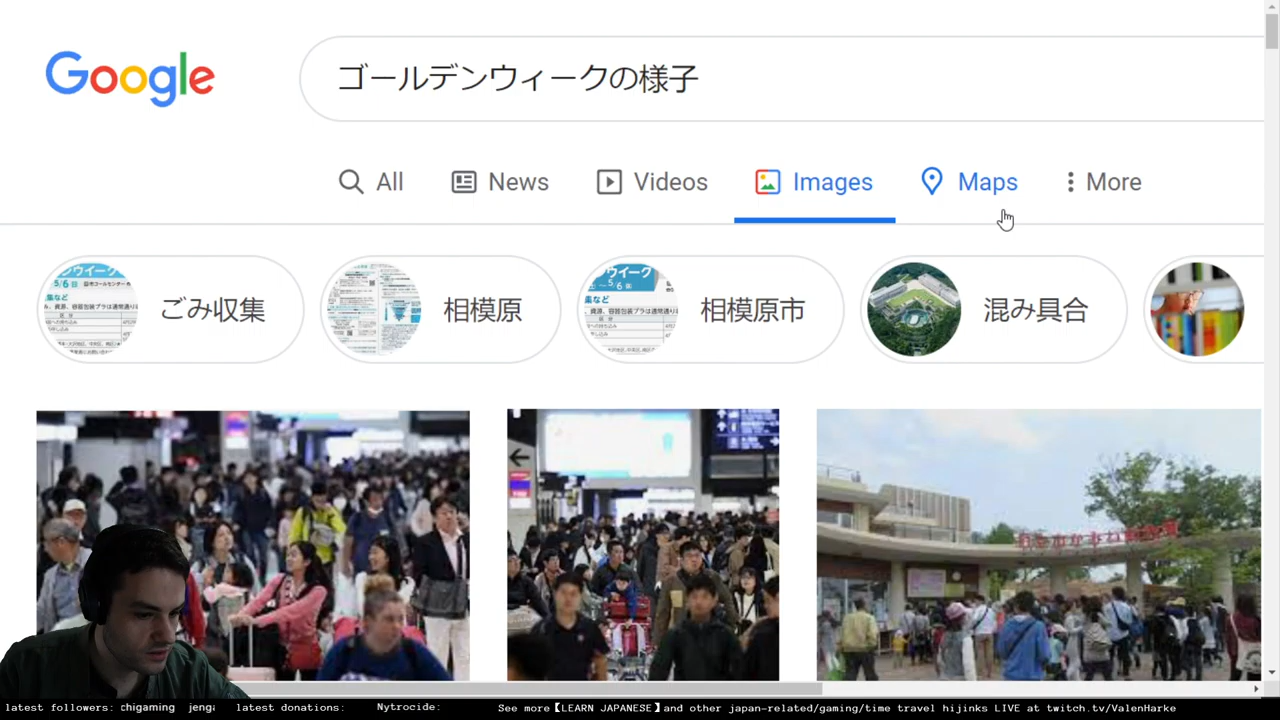 Google
ゴールデンウィークの様子
All
News
Videos
Images
Maps
More
ごみ収集
相模原
相模原市
混み具合
latest followers: chigaming jeng
latest donations:
Nytrocide:
See more【LEARN JAPANESE】and other japan-related/gaming/time travel hijinks LIVE at twitch.tv/ValenHarke